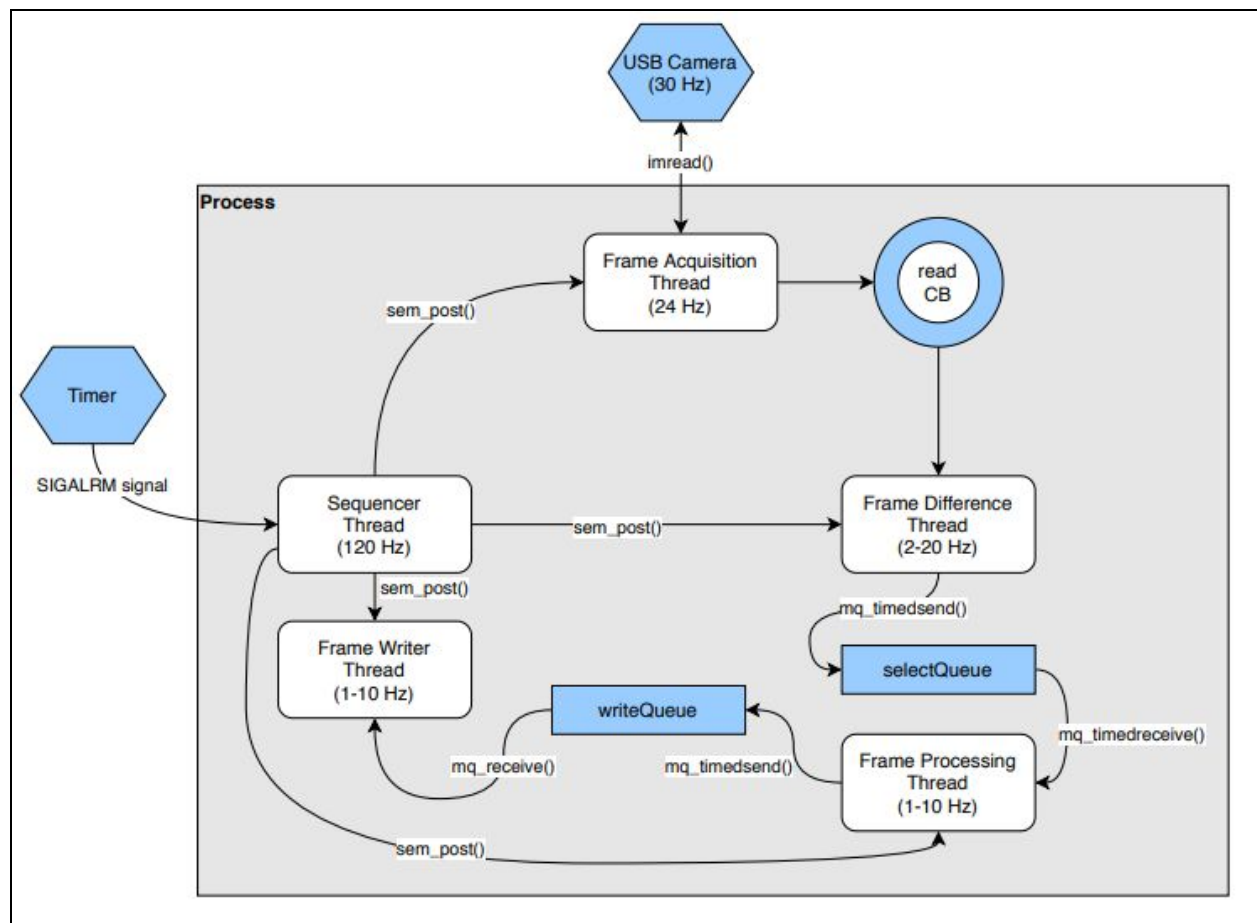 USB Camera
(30 Hz)
imread()
Process
Frame Acquisition
Thread
(24 Hz)
read
CB
sem_post()
Timer
SIGALRM signal
Sequencer
Thread
(120 Hz)
sem_post()
Frame Difference
Thread
(2-20 Hz)
sem_post()
mq_timedsend()
Frame Writer
Thread
(1-10 Hz)
selectQueue
writeQueue
mq_timedreceive()
mq_receive()
mq_timedsend()
Frame Processing
Thread
(1-10 Hz)
sem_post()